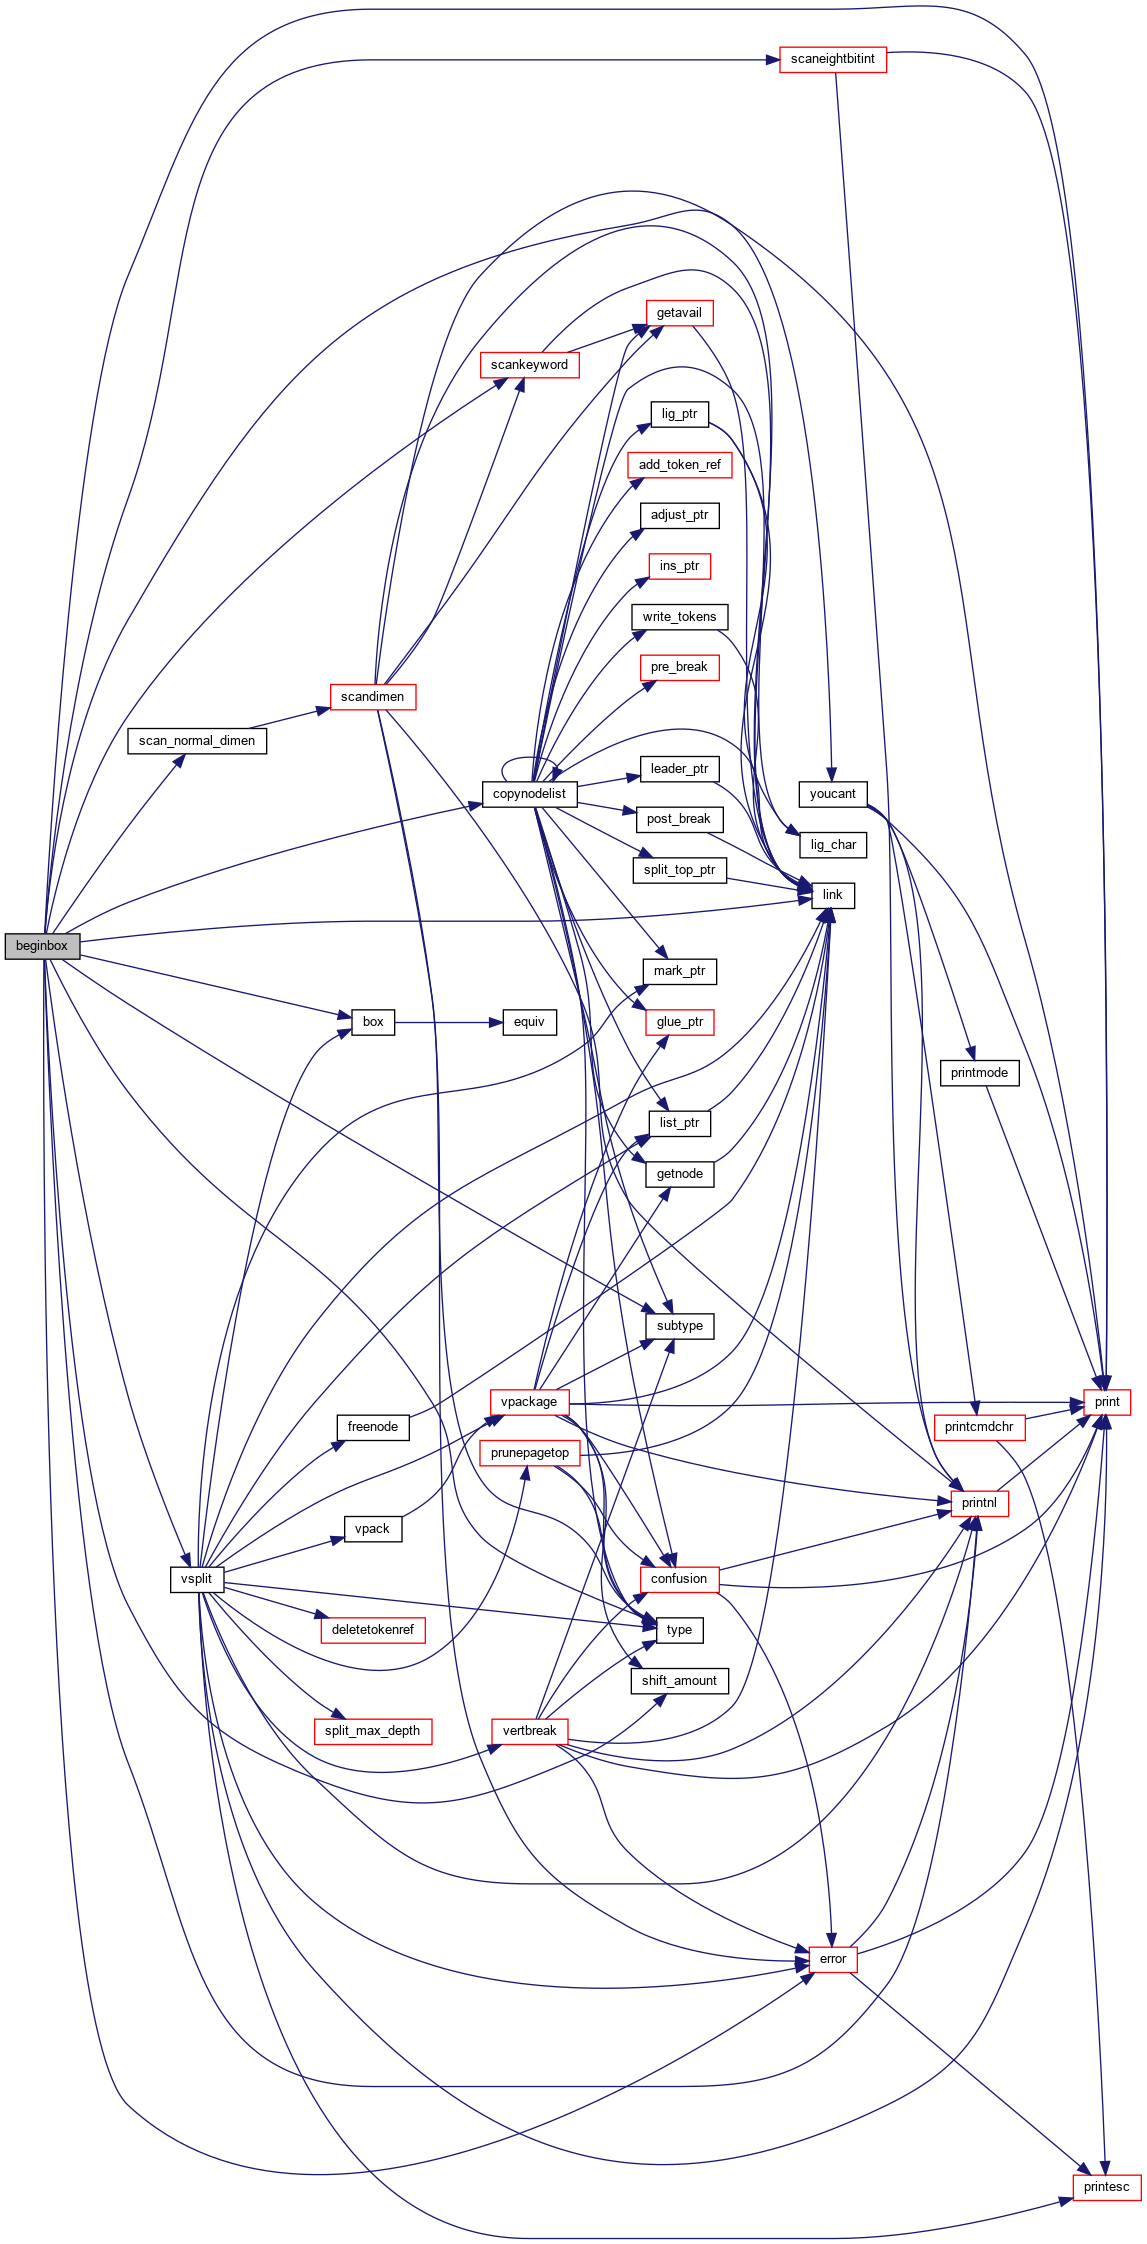 scaneightbitint
getavail
scankeyword
lig_ptr
add_token_ref
adjust_ptr
ins_ptr
write_tokens
pre_break
scandimen
scan_normal_dimen
leader_ptr
copynodelist
youcant
post_break
lig_char
split_top_ptr
link
beginbox
mark_ptr
box
equiv
glue_ptr
printmode
list_ptr
getnode
subtype
vpackage
print
freenode
printcmdchr
prunepagetop
printnl
vpack
vsplit
confusion
deletetokenref
type
shift_amount
split_max_depth
vertbreak
error
printesc